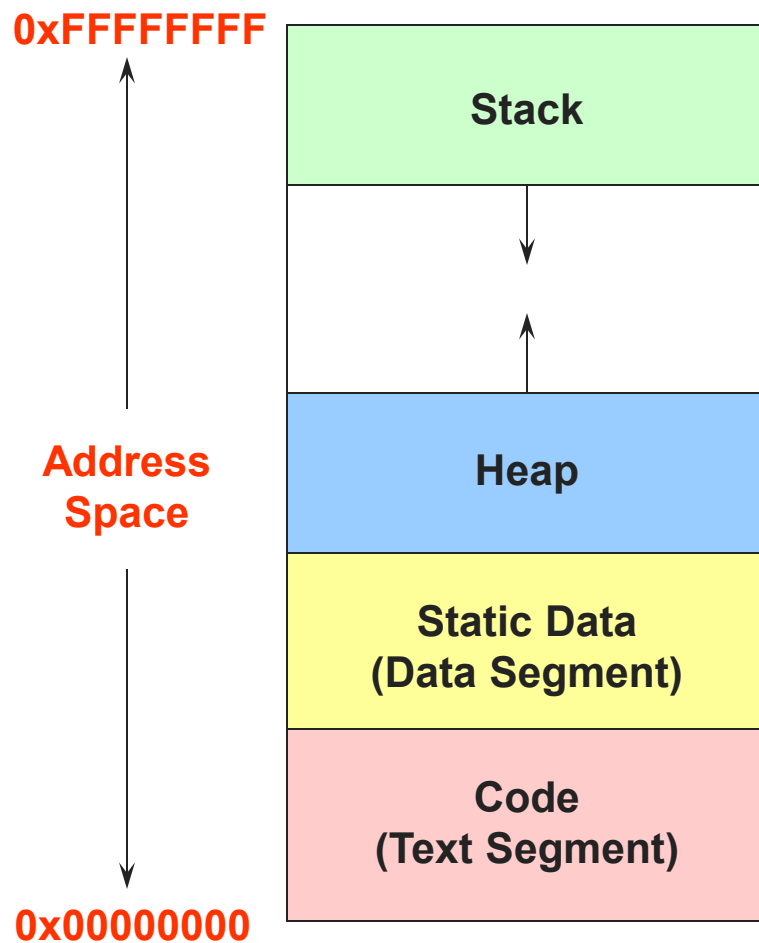 0xFFFFFFFF
Stack
Address
Space
Heap
Static Data
(Data Segment)
Code
(Text Segment)
0x00000000